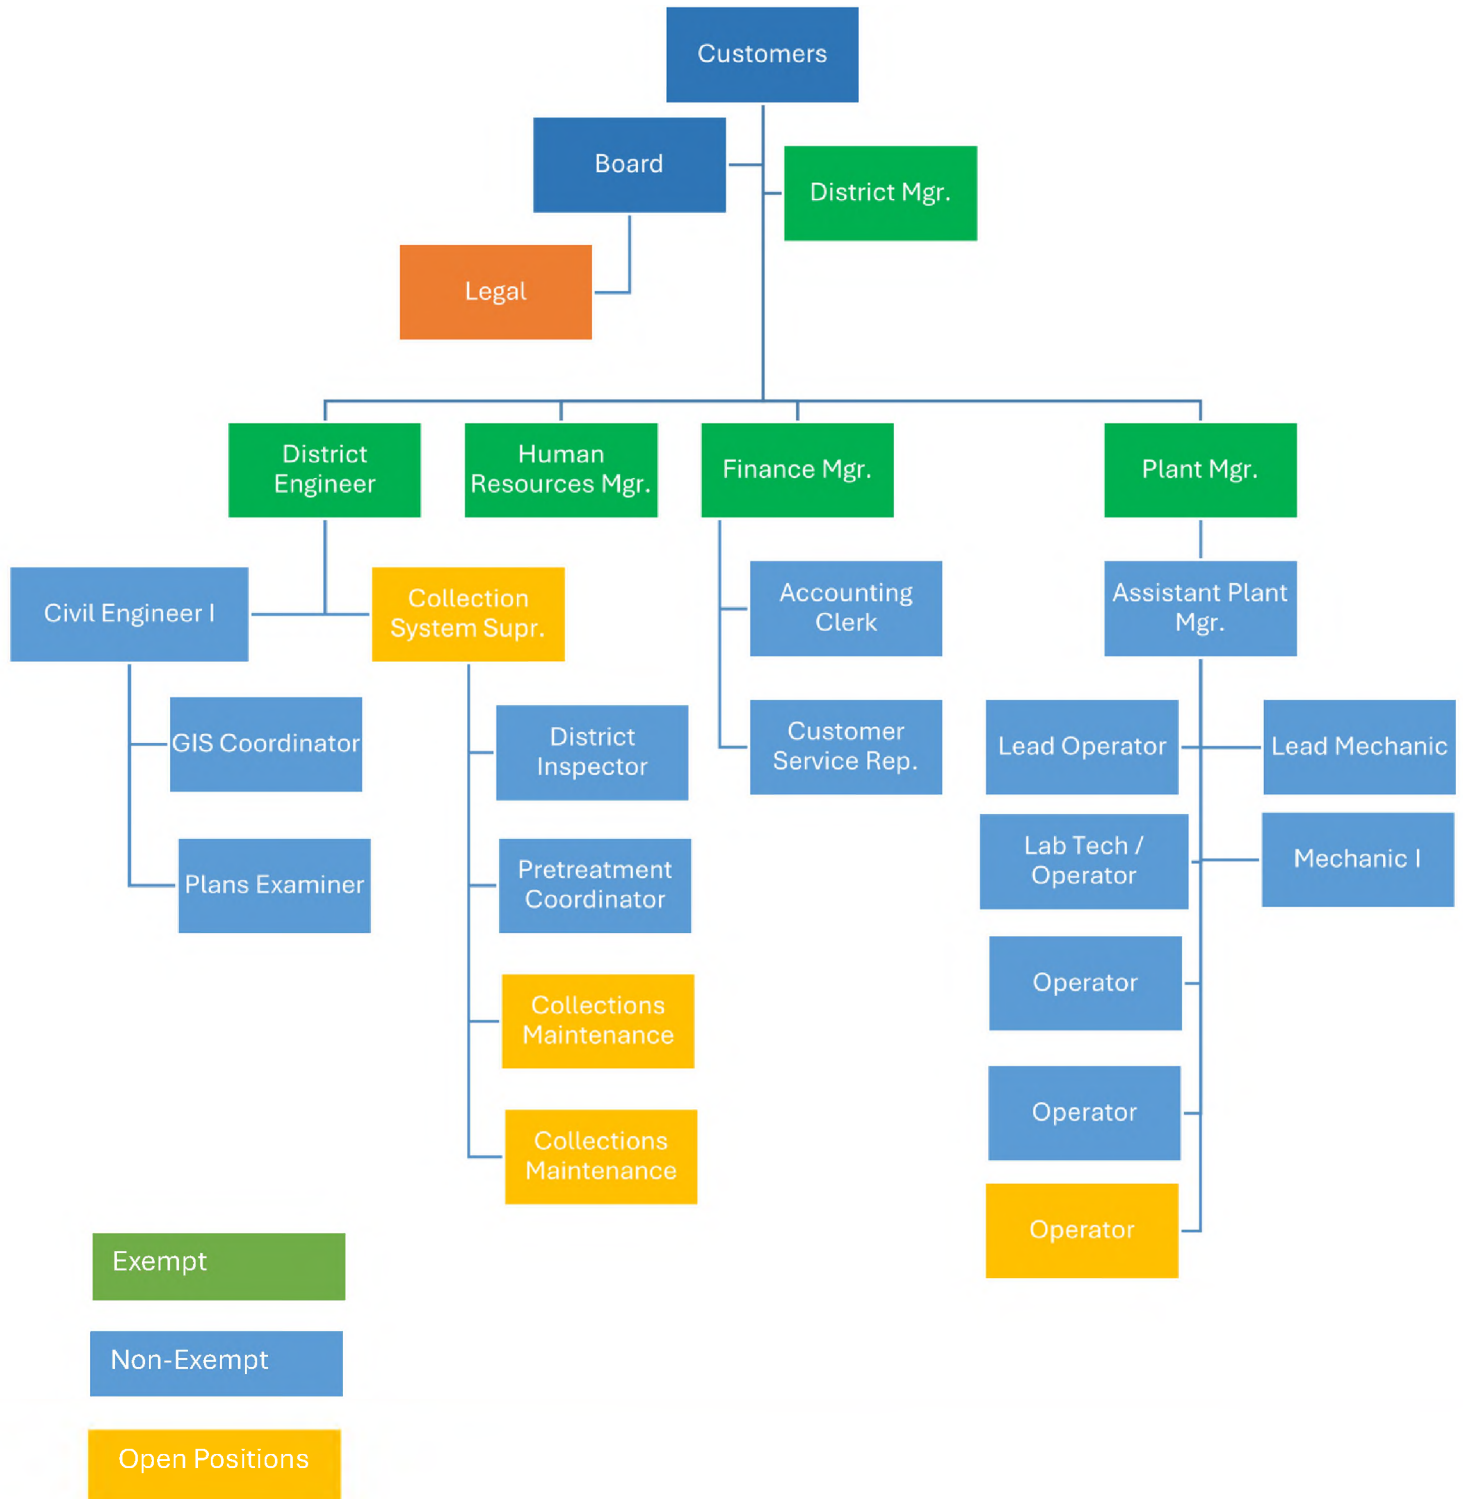 Customers
Board
District Mgr.
Legal
District
Engineer
Human
Resources Mgr.
Finance Mgr.
Plant Mgr.
Civil Engineer I
Collection
System Supr.
Accounting
Clerk
Assistant Plant
Mgr.
GIS Coordinator
District
Inspector
Customer
Service Rep.
Lead Operator
Lead Mechanic
Plans Examiner
Pretreatment
Coordinator
Lab Tech /
Operator
Mechanic I
Collections
Maintenance
Operator
Collections
Maintenance
Operator
Operator
Exempt
Non-Exempt
Open Positions